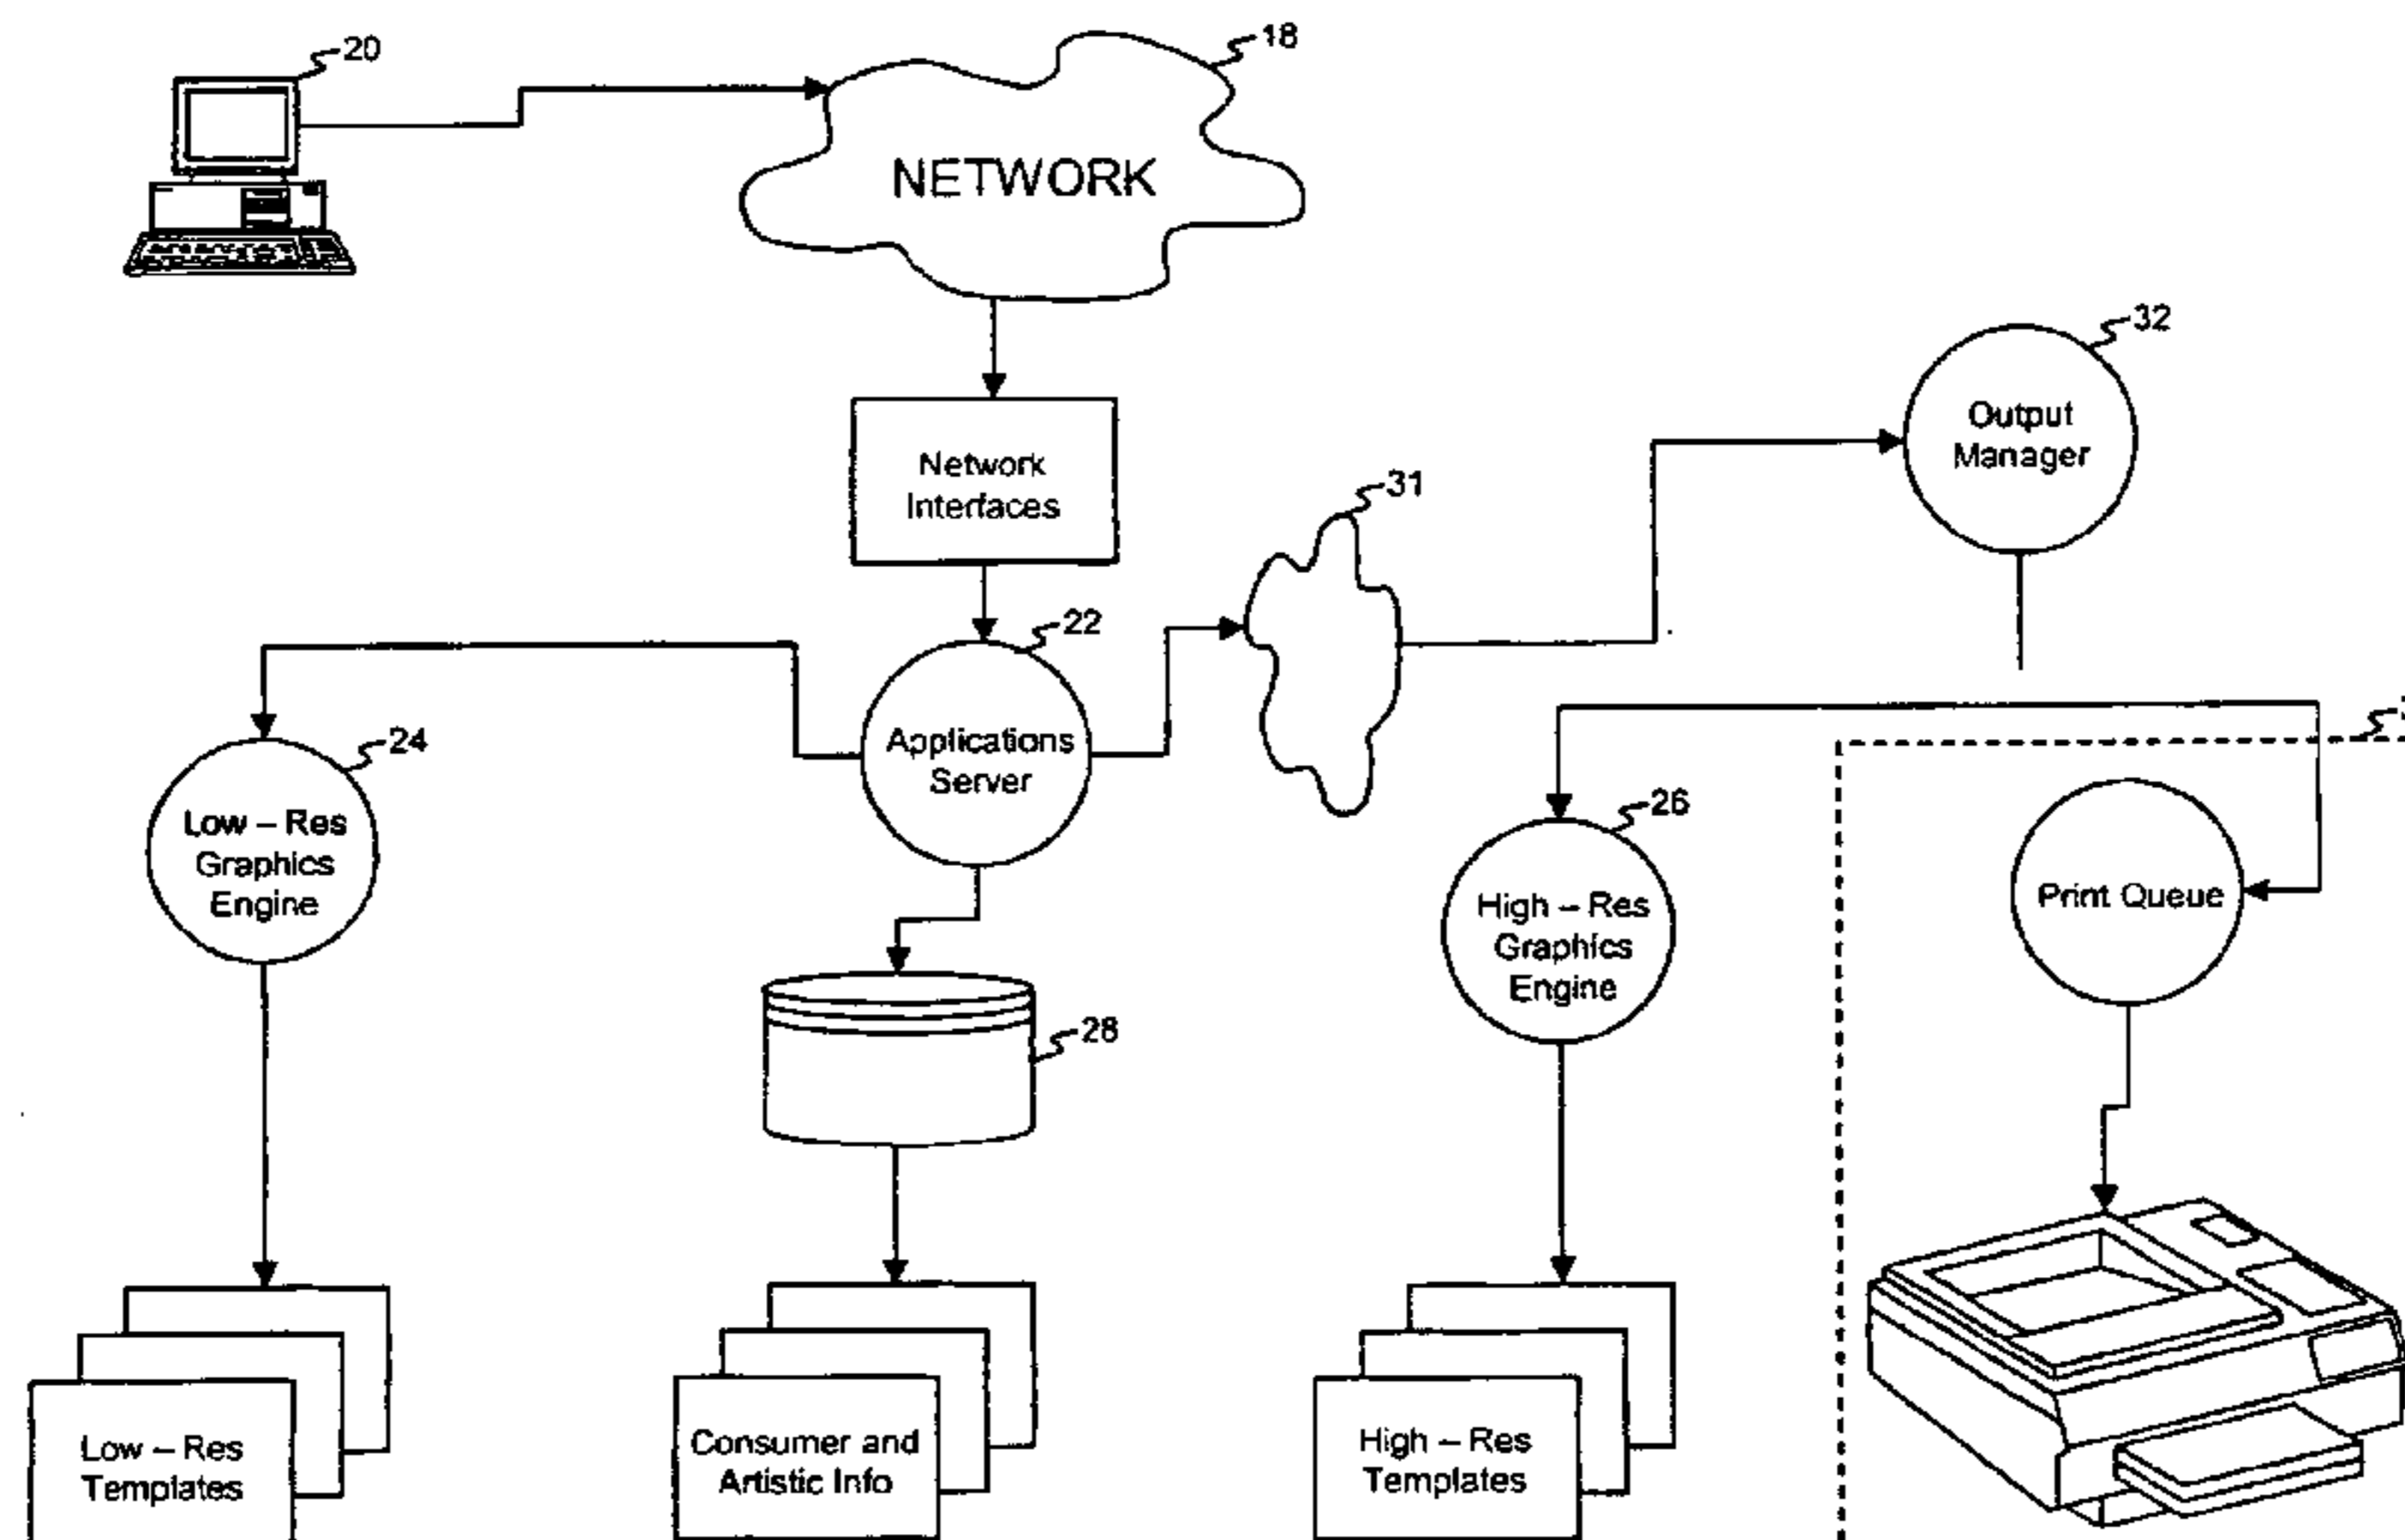 20
18
NETWORK
32
Output
Manager
Network
Interfaces
31
22
Applications
Server
24
Low – Res
Graphics
Engine
26
High – Res
Graphics
Engine
Print Queue
28
Low – Res
Templates
Consumer and
Artistic Info
High – Res
Templates